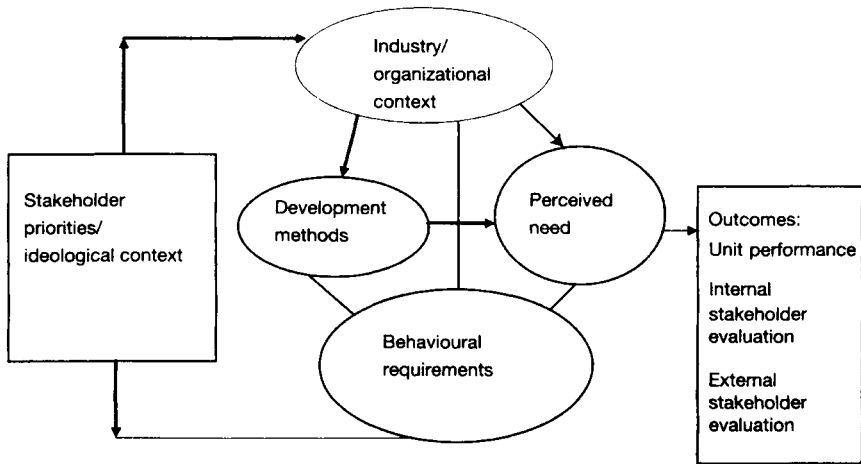 Industry/
organizational
context
Stakeholder
priorities/
ideological context
Development
methods
Perceived
need
Outcomes:
Unit performance
Internal
stakeholder
evaluation
External
stakeholder
evaluation
Behavioural
requirements